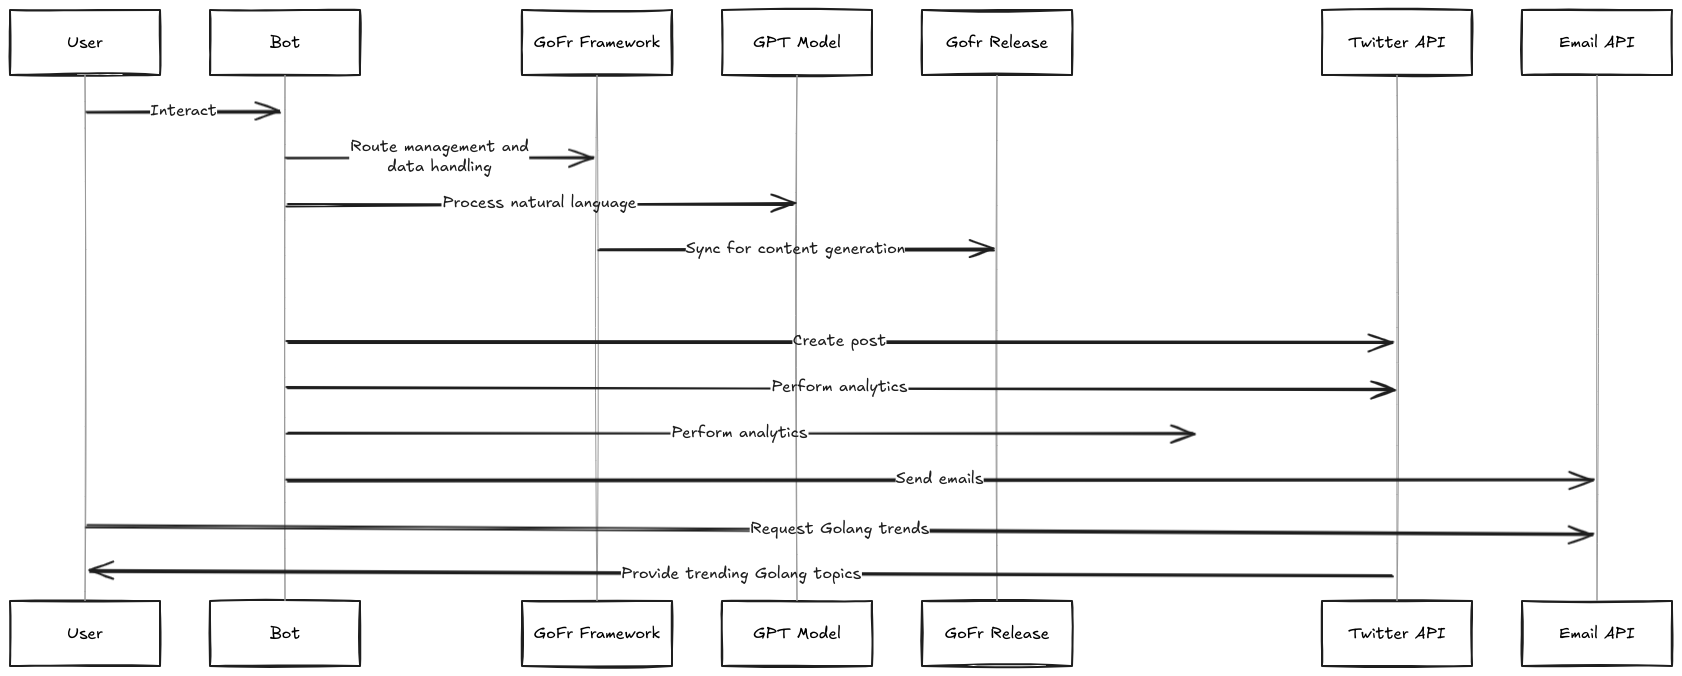 User
Bot
GoFr Framework
GPT Model
Gofr Release
Twitter API
Email API
Interact
Route management and
data handling
Process natural language
Sync for content generation
Create post
Perform analytics
Perform analytics
Send emails
Request Golang trends
Provide trending Golang topics
User
Bot
GoFr Framework
GPT Model
GoFr Release
Twitter API
Email API